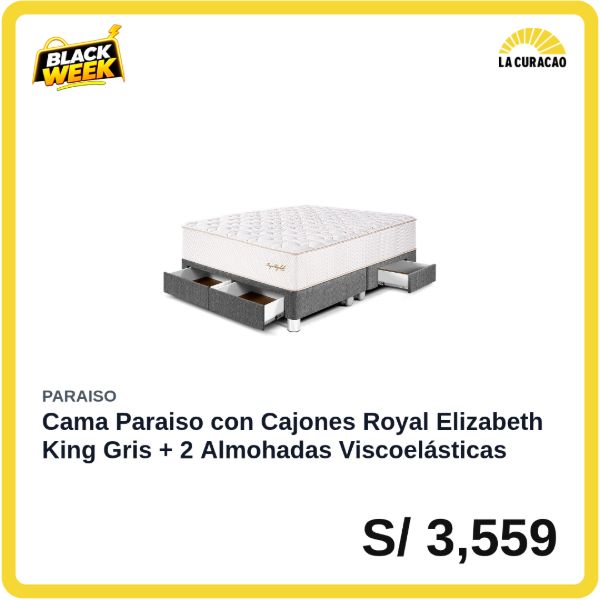 BLACK
WEEK
LA CURACAO
PARAISO
Cama Paraiso con Cajones Royal Elizabeth
King Gris + 2 Almohadas Viscoelásticas
S/ 3,559